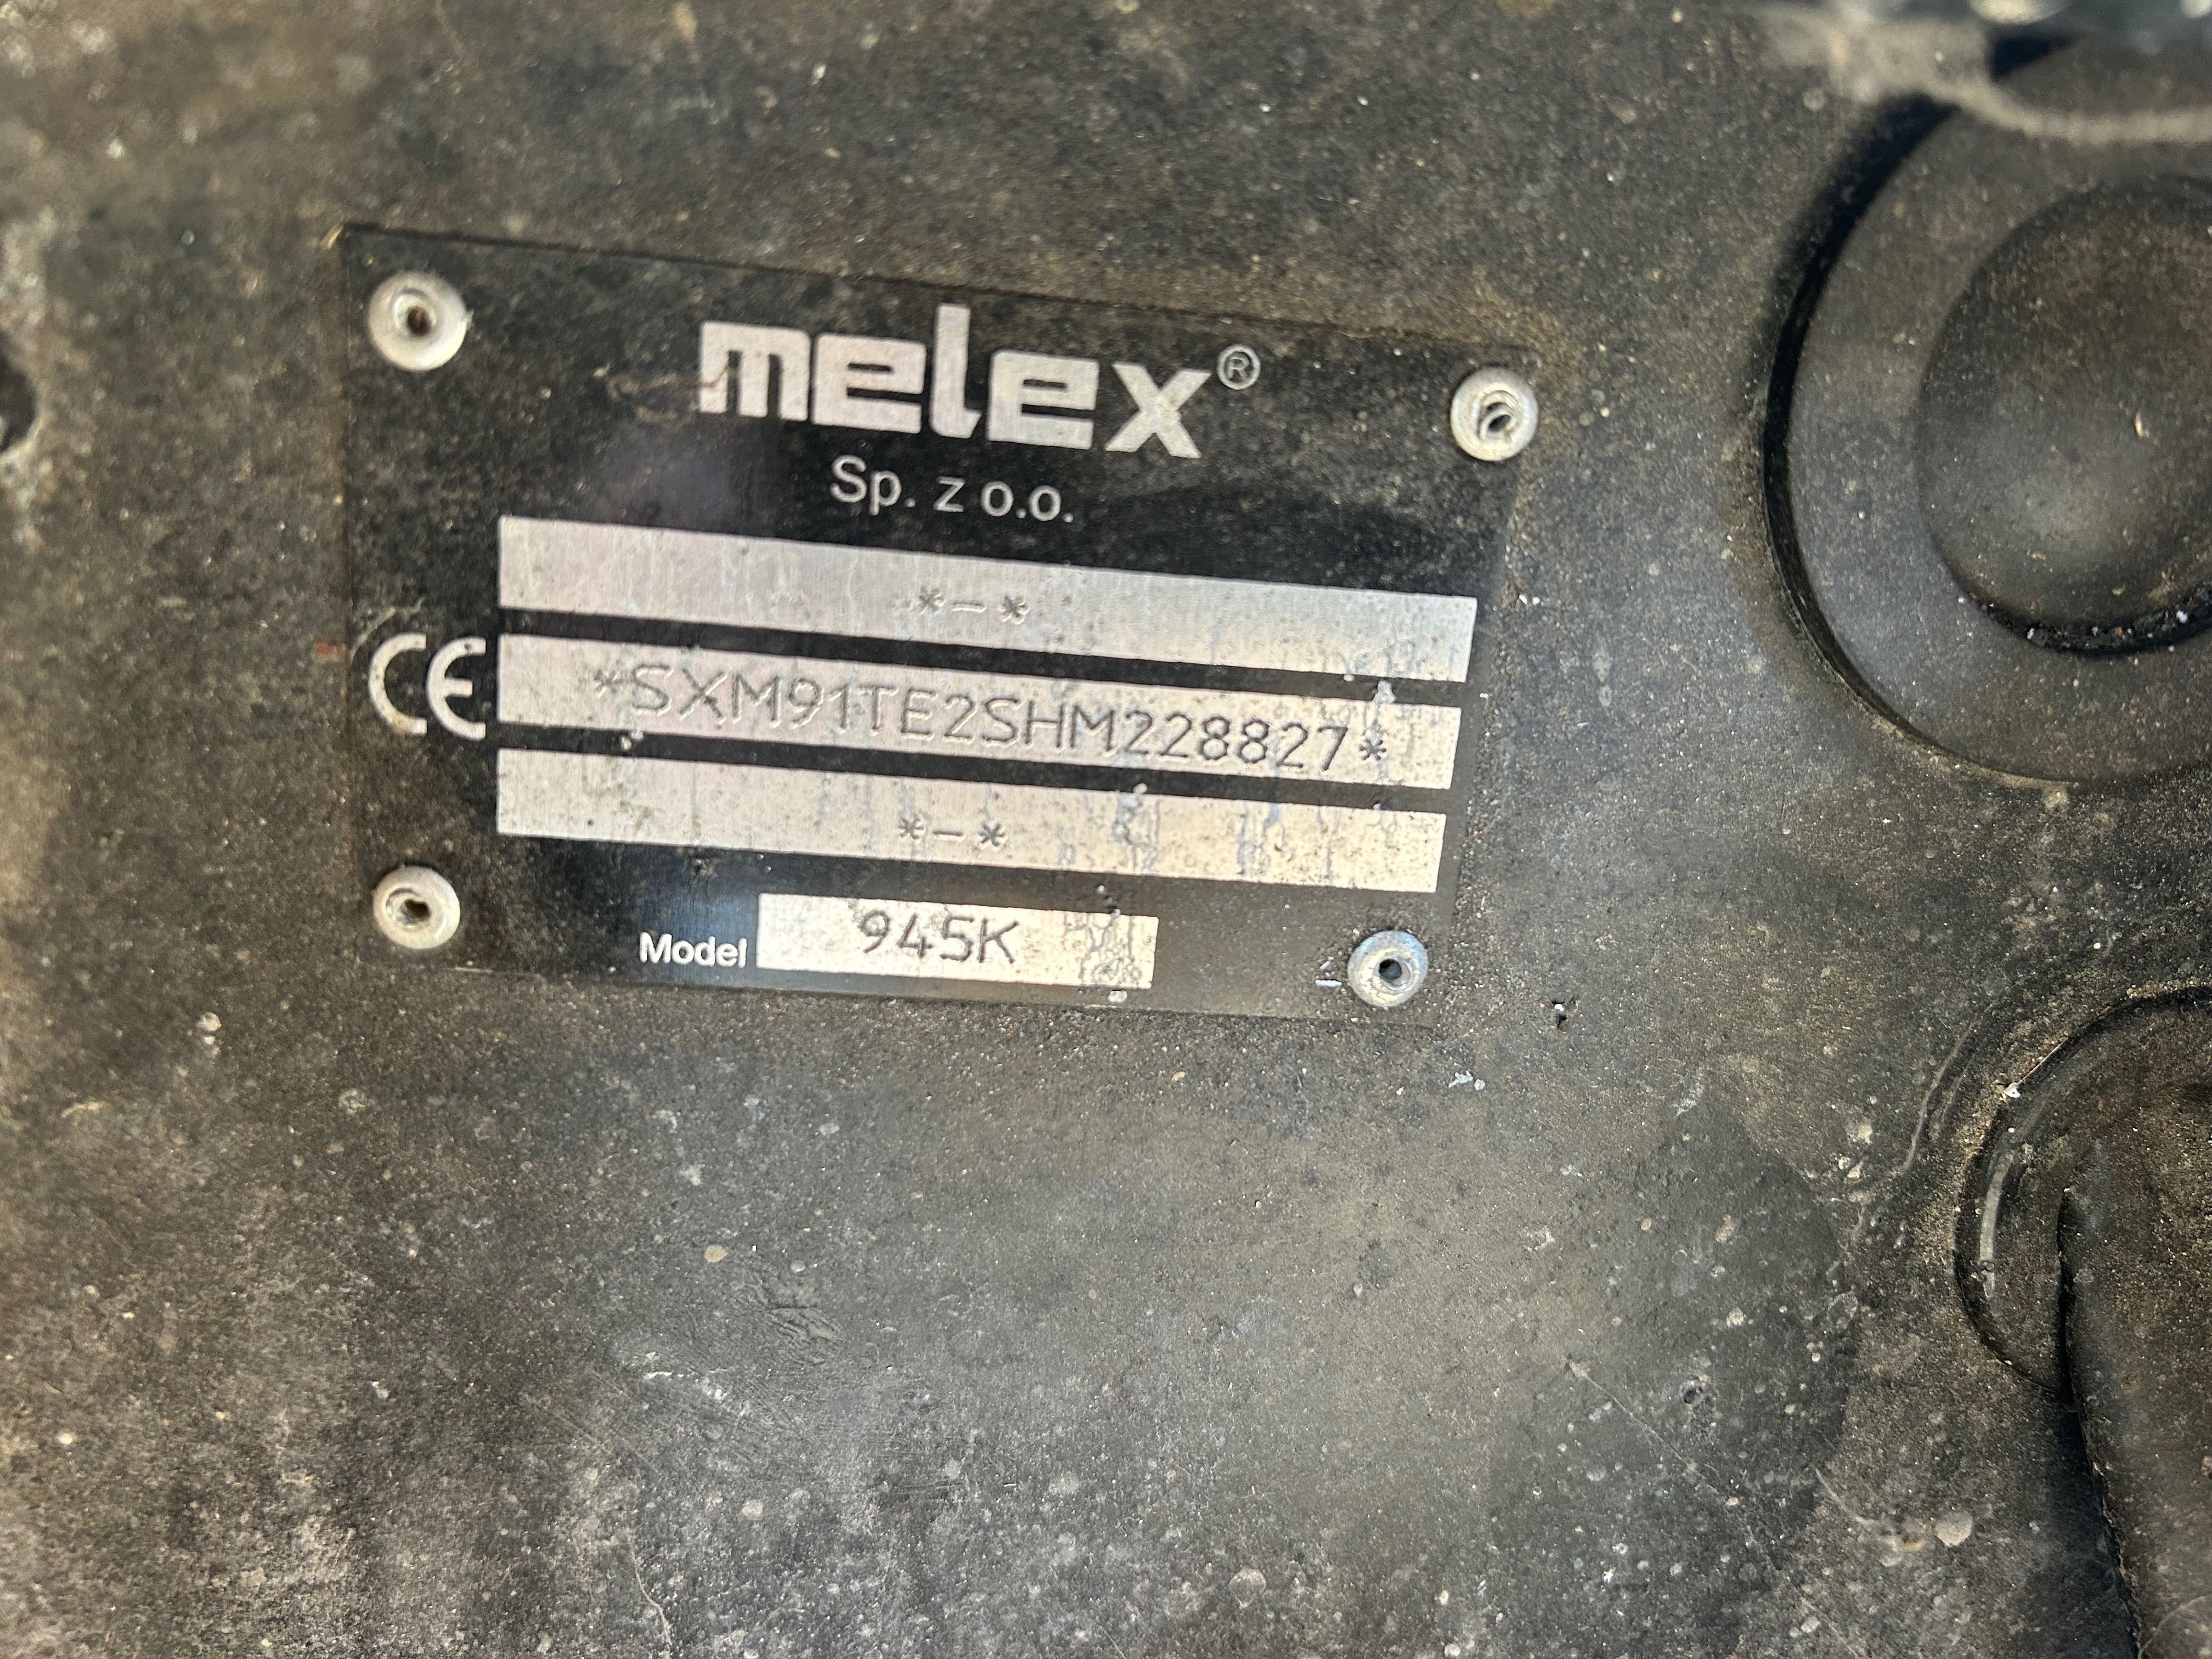 melex®
Sp. z o.o.
*-*
CE
*SXM91TE2SHM228827*
*-*
Model 945K